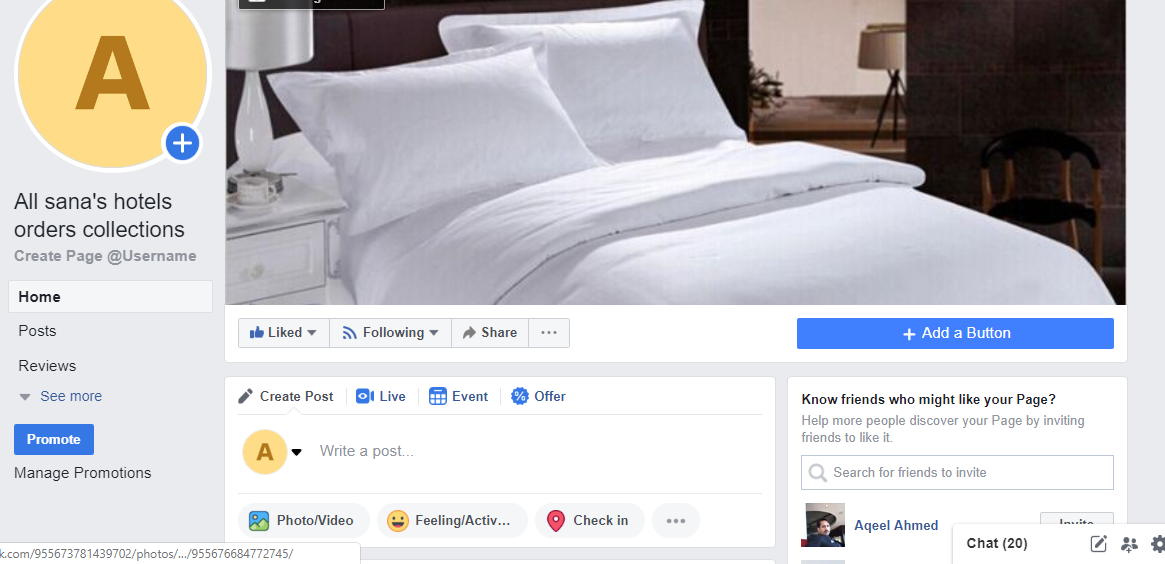 A
All sana's hotels
orders collections
Create Page @Username
Home
Posts
Reviews
See more
Promote
Manage Promotions
Liked
Following
Share
...
+ Add a Button
Create Post
Live
Event
Offer
A
Write a post...
Photo/Video
Feeling/Activ...
Check in
...
Know friends who might like your Page?
Help more people discover your Page by inviting
friends to like it.
Search for friends to invite
Aqeel Ahmed
Invite
Chat (20)
k.com/955673781439702/photos/.../955676684772745/